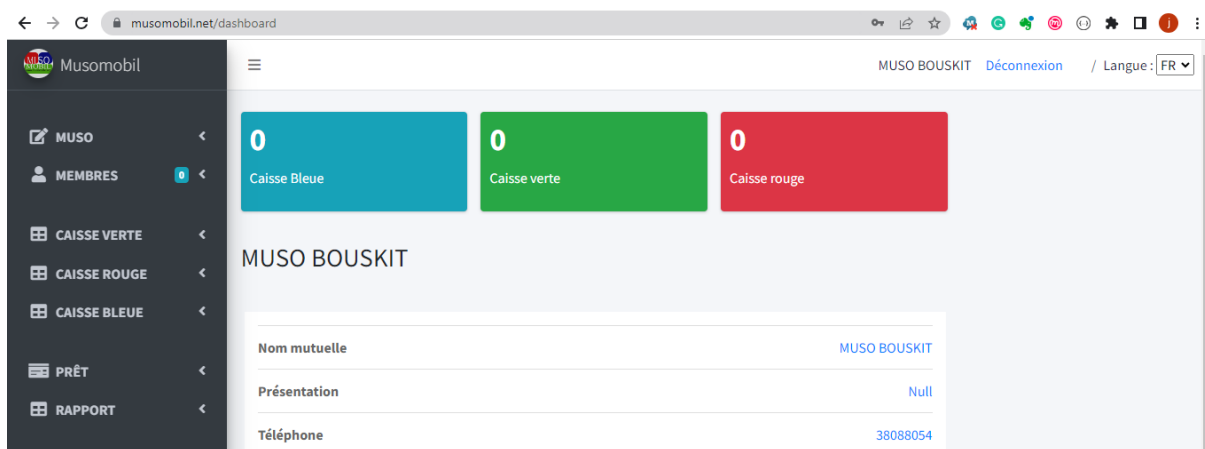 musomobil.net/dashboard
MUSO MOBIL
Musomobil
MUSO BOUSKIT Déconnexion / Langue : FR
MUSO
MEMBRES 0
CAISSE VERTE
CAISSE ROUGE
CAISSE BLEUE
PRÊT
RAPPORT
0
Caisse Bleue
0
Caisse verte
0
Caisse rouge
MUSO BOUSKIT
Nom mutuelle MUSO BOUSKIT
Présentation Null
Téléphone 38088054